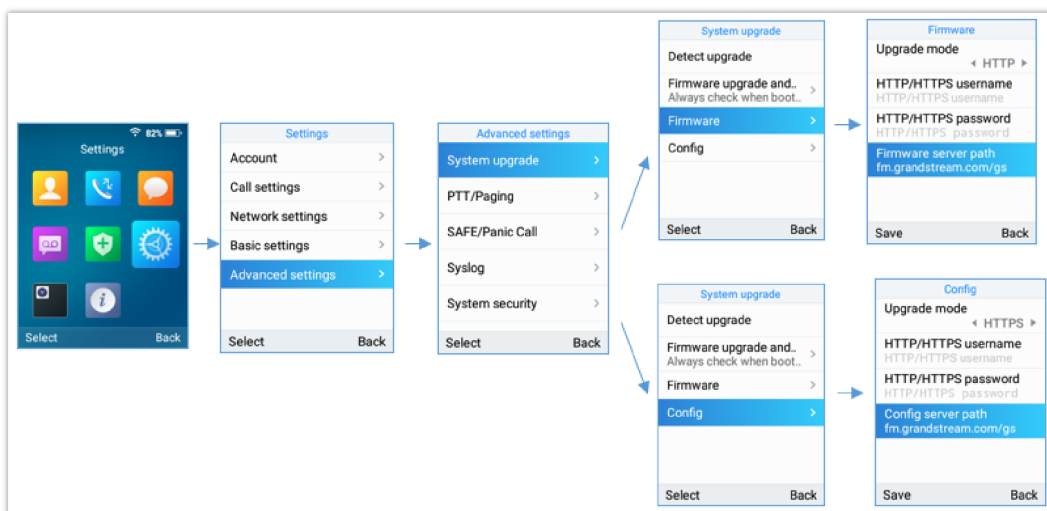 82%
Settings
Select Back
Settings
Account
Call settings
Network settings
Basic settings
Advanced settings
Select Back
Advanced settings
System upgrade
PTT/Paging
SAFE/Panic Call
Syslog
System security
Select Back
System upgrade
Detect upgrade
Firmware upgrade and..
Always check when boot..
Firmware
Config
Select Back
Firmware
Upgrade mode
HTTP
HTTP/HTTPS username
HTTP/HTTPS username
HTTP/HTTPS password
HTTP/HTTPS password
Firmware server path
fm.grandstream.com/gs
Save Back
System upgrade
Detect upgrade
Firmware upgrade and..
Always check when boot..
Firmware
Config
Select Back
Config
Upgrade mode
HTTPS
HTTP/HTTPS username
HTTP/HTTPS username
HTTP/HTTPS password
HTTP/HTTPS password
Config server path
fm.grandstream.com/gs
Save Back